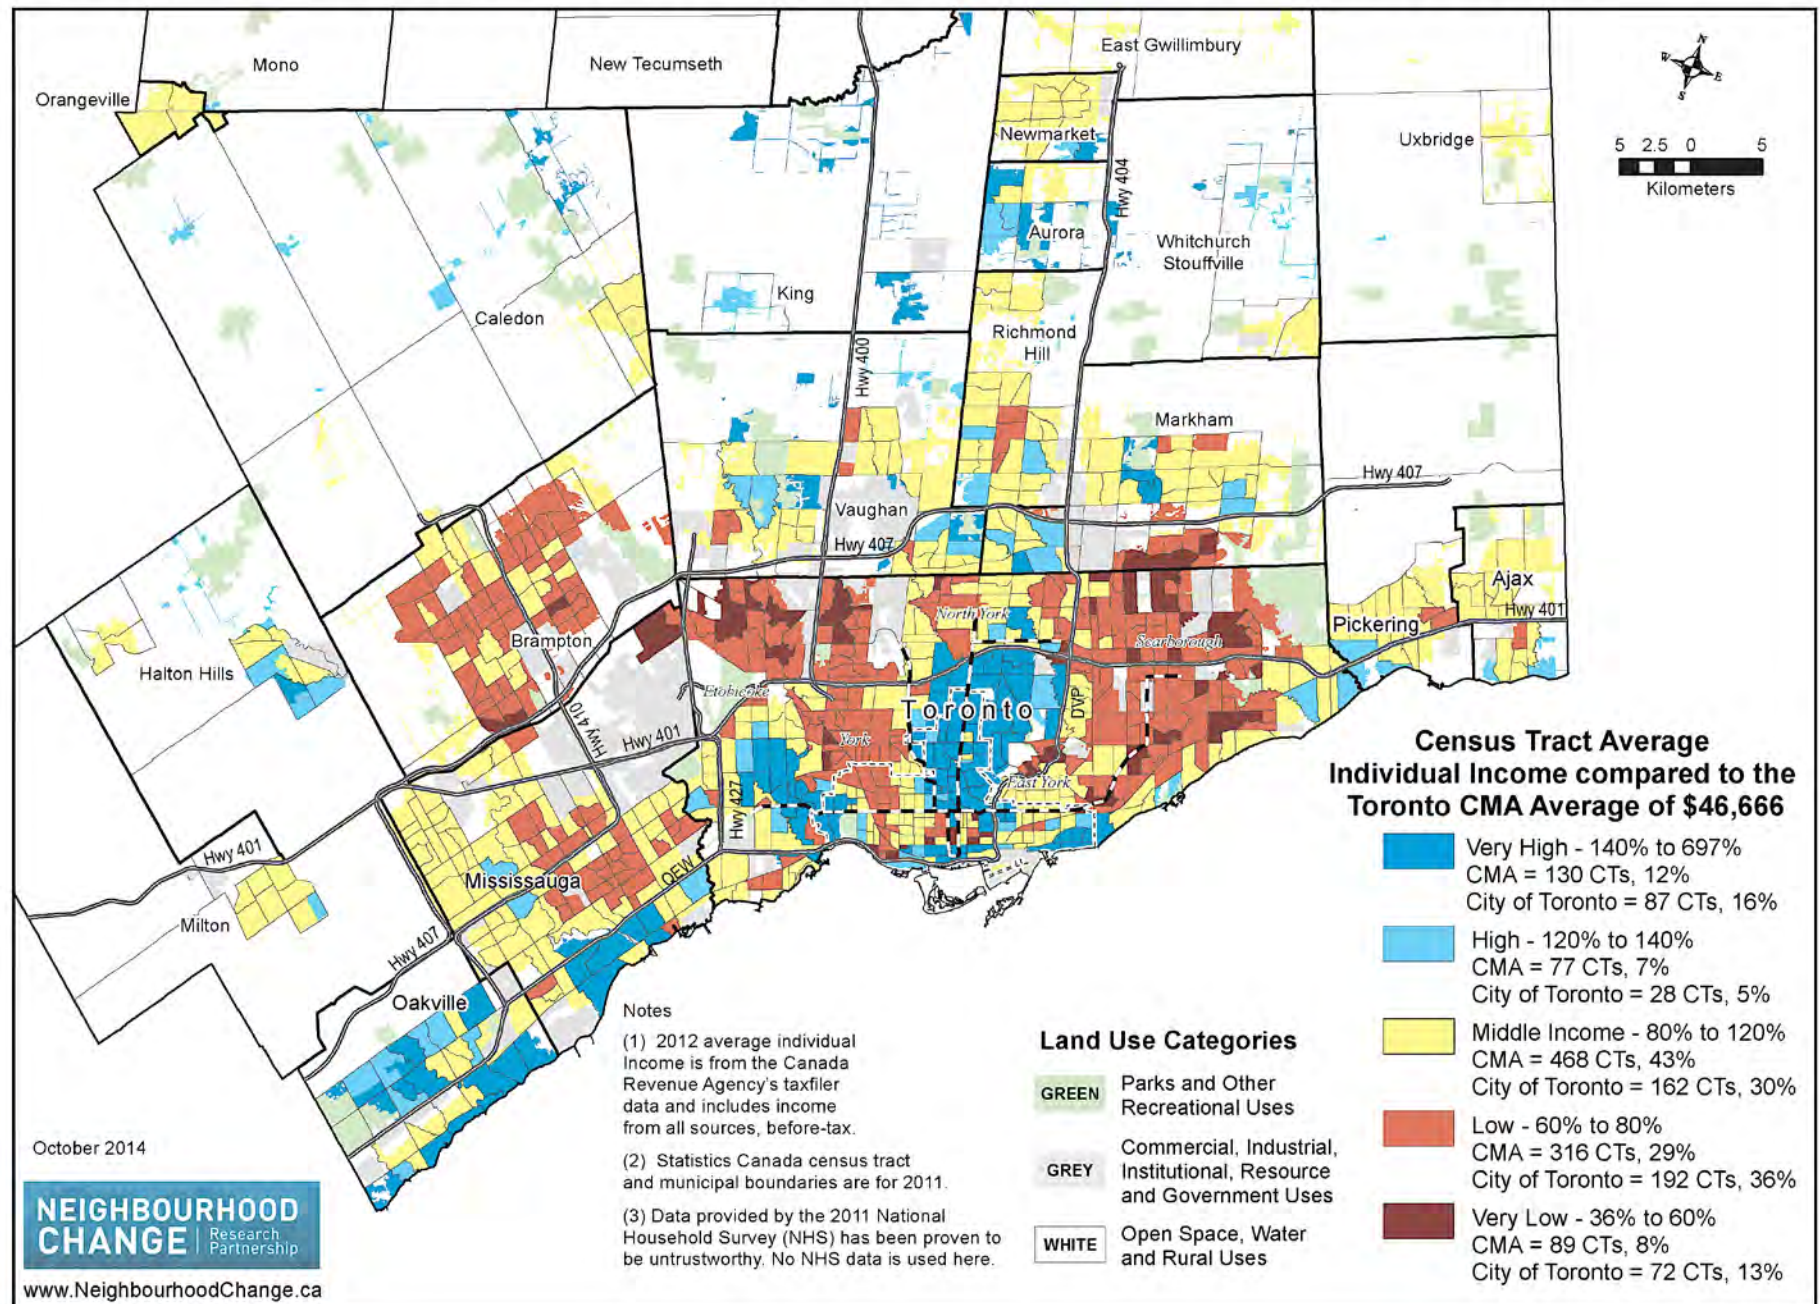 Mono
New Tecumseth
East Gwillimbury
Orangeville
N
W
E
S
Newmarket
Uxbridge
5 2.5 0 5
Kilometers
Hwy 404
Aurora
Whitchurch
Stouffville
King
Caledon
Richmond
Hill
Hwy 400
Markham
Hwy 407
Vaughan
Hwy 407
Ajax
Hwy 401
Pickering
North York
Scarborough
Brampton
Halton Hills
Etobicoke
Toronto
DVP
Hwy 410
Hwy 401
York
East York
Hwy 427
Hwy 401
Mississauga
QEW
Milton
Hwy 407
Oakville
Census Tract Average
Individual Income compared to the
Toronto CMA Average of $46,666
Very High - 140% to 697%
CMA = 130 CTs, 12%
City of Toronto = 87 CTs, 16%
High - 120% to 140%
CMA = 77 CTs, 7%
City of Toronto = 28 CTs, 5%
Middle Income - 80% to 120%
CMA = 468 CTs, 43%
City of Toronto = 162 CTs, 30%
Low - 60% to 80%
CMA = 316 CTs, 29%
City of Toronto = 192 CTs, 36%
Very Low - 36% to 60%
CMA = 89 CTs, 8%
City of Toronto = 72 CTs, 13%
Notes
(1) 2012 average individual
Income is from the Canada
Revenue Agency's taxfiler
data and includes income
from all sources, before-tax.
(2) Statistics Canada census tract
and municipal boundaries are for 2011.
(3) Data provided by the 2011 National
Household Survey (NHS) has been proven to
be untrustworthy. No NHS data is used here.
Land Use Categories
GREEN
Parks and Other
Recreational Uses
GREY
Commercial, Industrial,
Institutional, Resource
and Government Uses
WHITE
Open Space, Water
and Rural Uses
October 2014
NEIGHBOURHOOD
CHANGE Research
Partnership
www.NeighbourhoodChange.ca